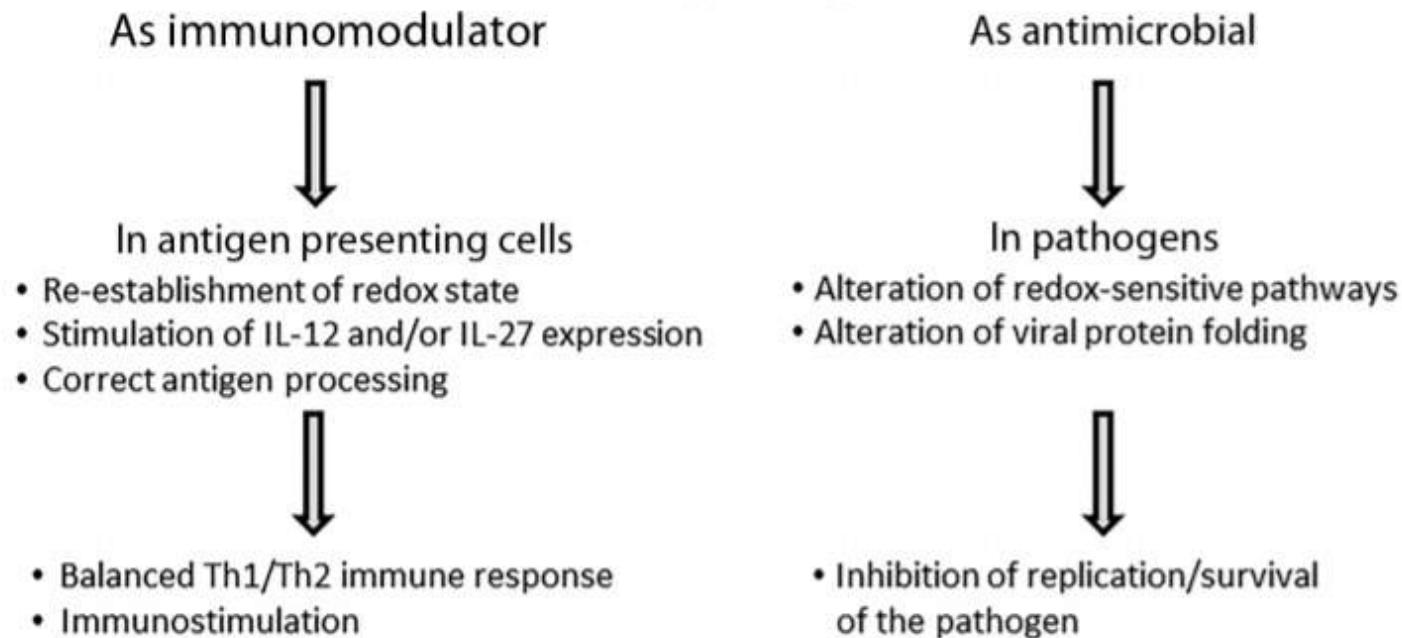 As immunomodulator
In antigen presenting cells
• Re-establishment of redox state
• Stimulation of IL-12 and/or IL-27 expression
• Correct antigen processing
• Balanced Th1/Th2 immune response
• Immunostimulation
As antimicrobial
In pathogens
• Alteration of redox-sensitive pathways
• Alteration of viral protein folding
• Inhibition of replication/survival
of the pathogen